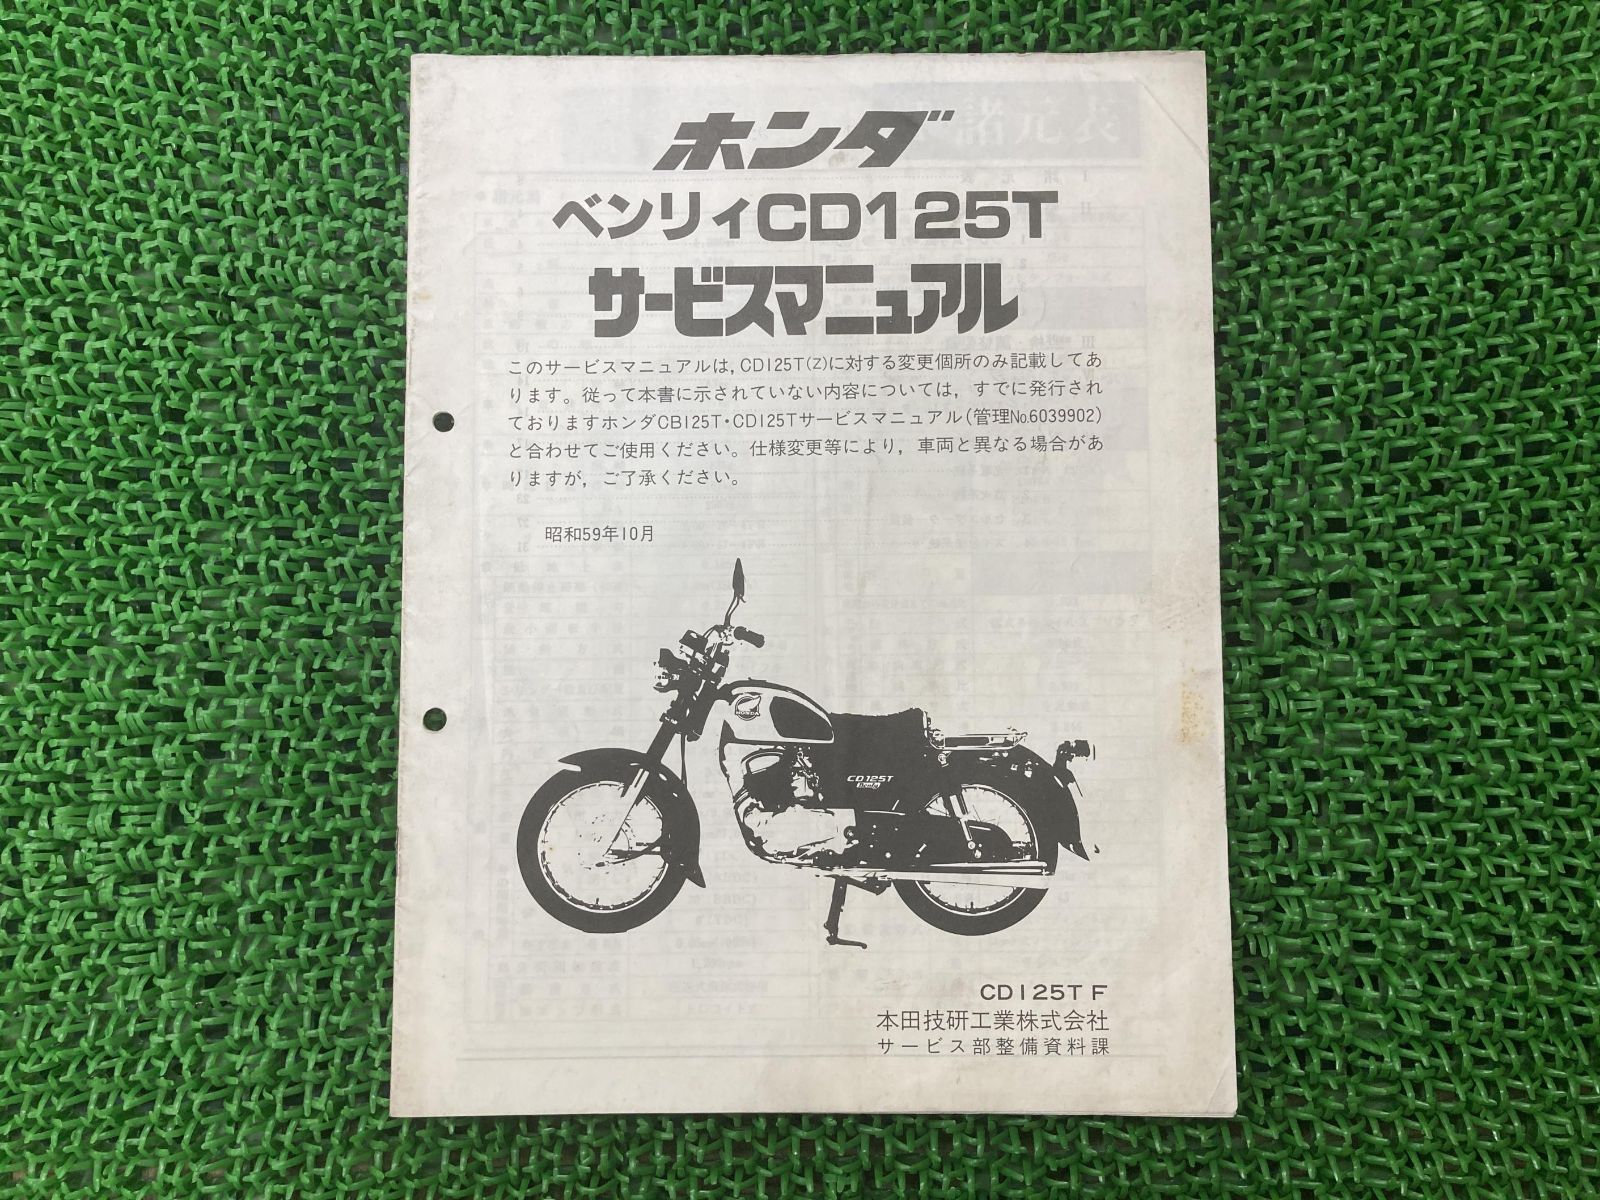 ホンダ
ベンリィCD125T
サービスマニュアル
このサービスマニュアルは,CD125T(Z)に対する変更個所のみ記載してあ
ります。従って本書に示されていない内容については，すでに発行され
ておりますホンダCB125T・CD125Tサービスマニュアル(管理No.6039902)
と合わせてご使用ください。仕様変更等により，車両と異なる場合があ
りますが，ご了承ください。
昭和59年10月
CD125T
Benly
CD125T F
本田技研工業株式会社
サービス部整備資料課